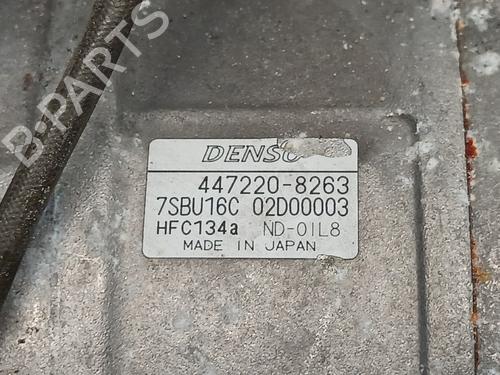 B-PARTS
DENSO
447220-8263
7SBU16C 02D00003
HFC134a ND-OIL8
MADE IN JAPAN